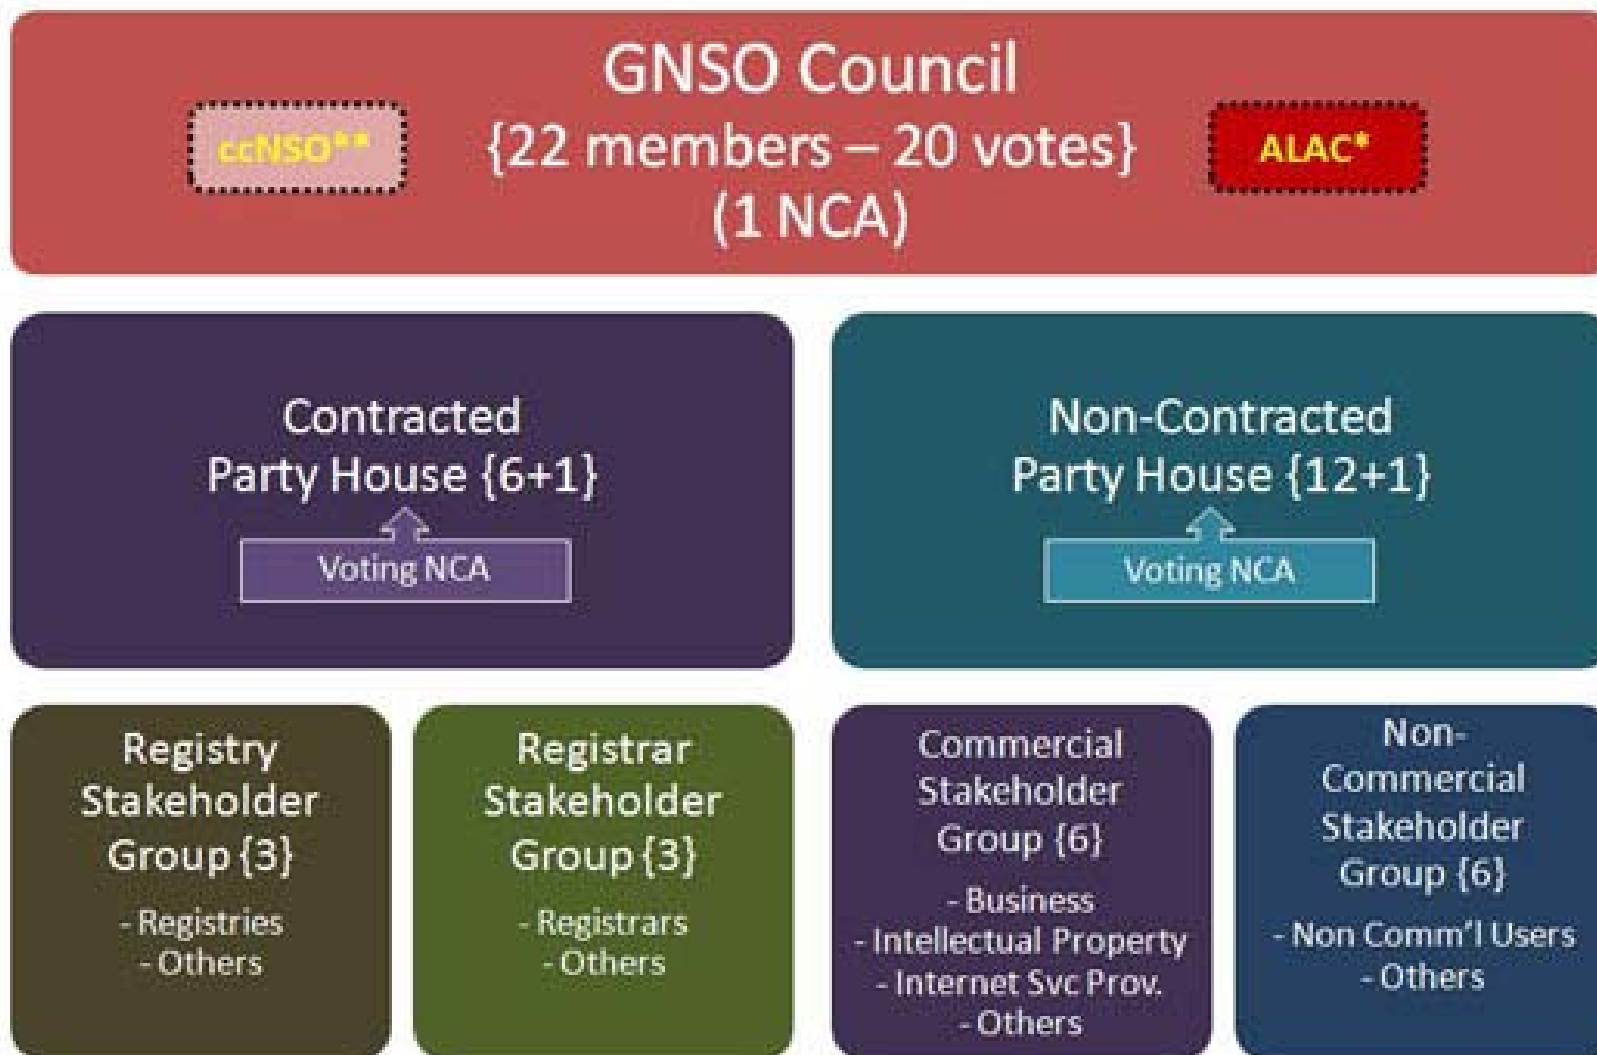 GNSO Council
ccNSO**
{22 members – 20 votes}
ALAC*
(1 NCA)
Contracted
Party House {6+1}
Voting NCA
Non-Contracted
Party House {12+1}
Voting NCA
Registry
Stakeholder
Group {3}
- Registries
- Others
Registrar
Stakeholder
Group {3}
- Registrars
- Others
Commercial
Stakeholder
Group {6}
- Business
- Intellectual Property
- Internet Svc Prov.
- Others
Non-
Commercial
Stakeholder
Group {6}
- Non Comm'l Users
- Others